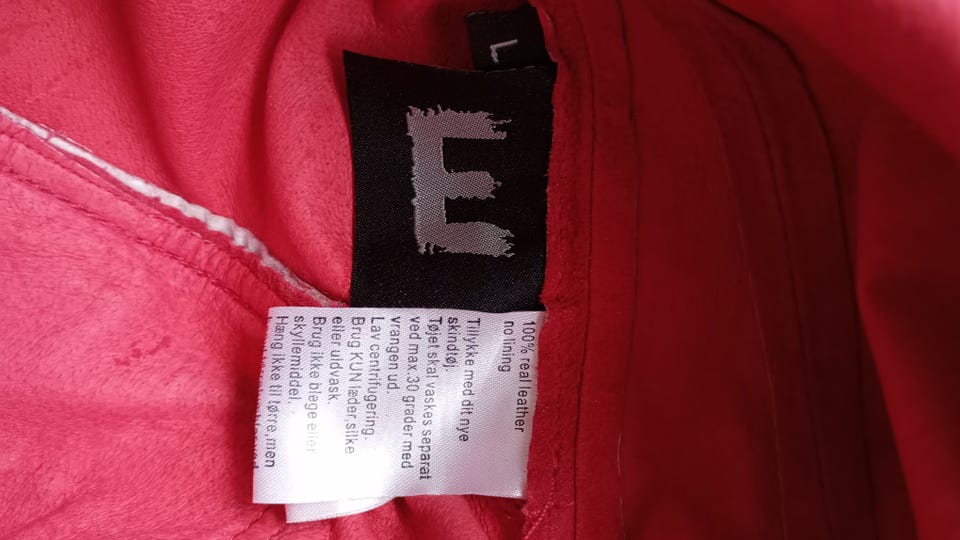 L
E
100% real leather
no lining
Tillykke med dit nye
skindtøj.
Tøjet skal vaskes separat
ved max.30 grader med
vrangen ud.
Lav centrifugering.
Brug KUN læder,silke
eller uldvask.
Brug ikke blege eller
skyllemiddel.
Hæng ikke til tørre,men